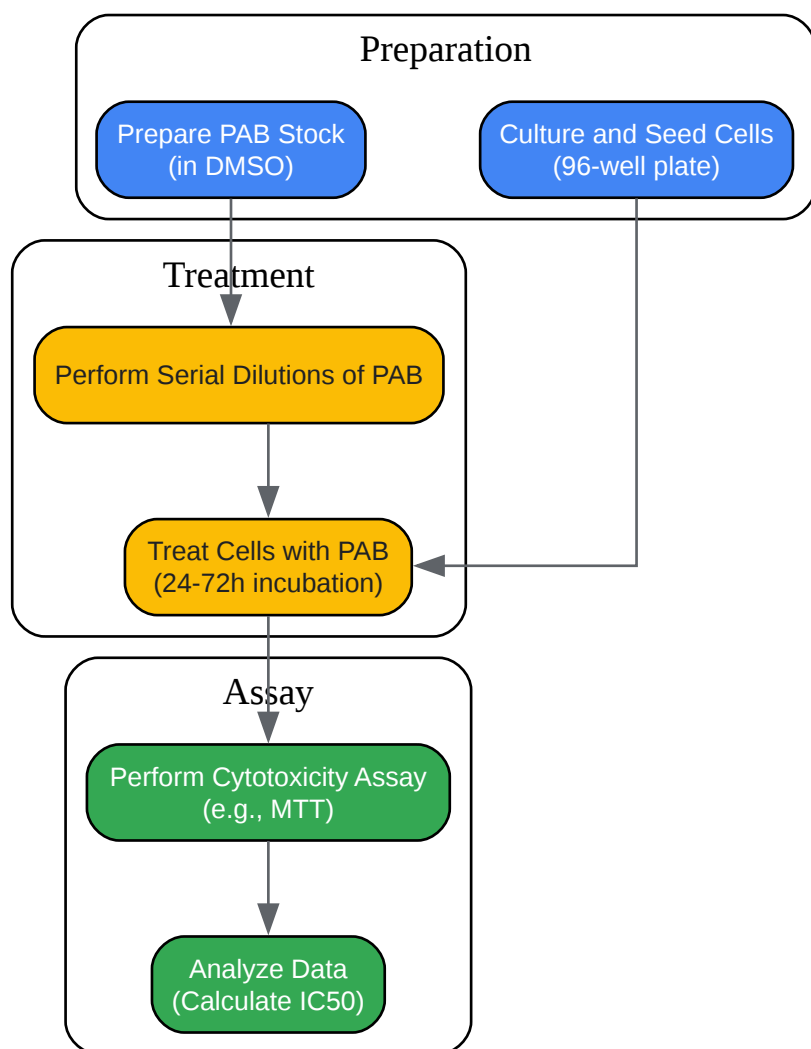 Preparation
Prepare PAB Stock
(in DMSO)
Culture and Seed Cells
(96-well plate)
Treatment
Perform Serial Dilutions of PAB
Treat Cells with PAB
(24-72h incubation)
Assay
Perform Cytotoxicity Assay
(e.g., MTT)
Analyze Data
(Calculate IC50)